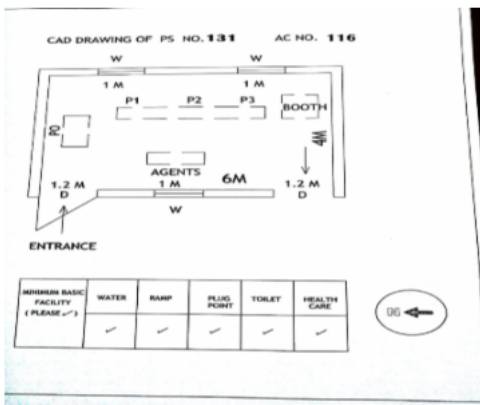 CAD DRAWING OF PS NO. 131 AC NO. 116
W W
1 M 1 M
P1 P2 P3 BOOTH
PO
4M
AGENTS
1.2 M 1 M 6M 1.2 M
D D
W
ENTRANCE
MINIMUM BASIC FACILITY ( PLEASE ✓ ) WATER RAMP PLUG POINT TOILET HEALTH CARE
✓ ✓ ✓ ✓ ✓
N